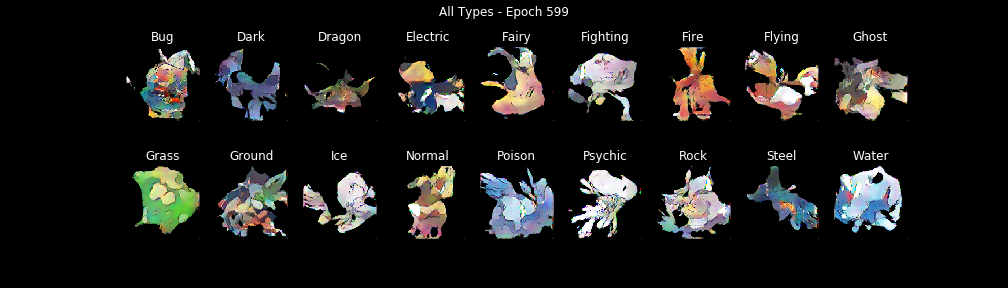 All Types - Epoch 599
Bug Dark Dragon Electric Fairy Fighting Fire Flying Ghost
Grass Ground Ice Normal Poison Psychic Rock Steel Water